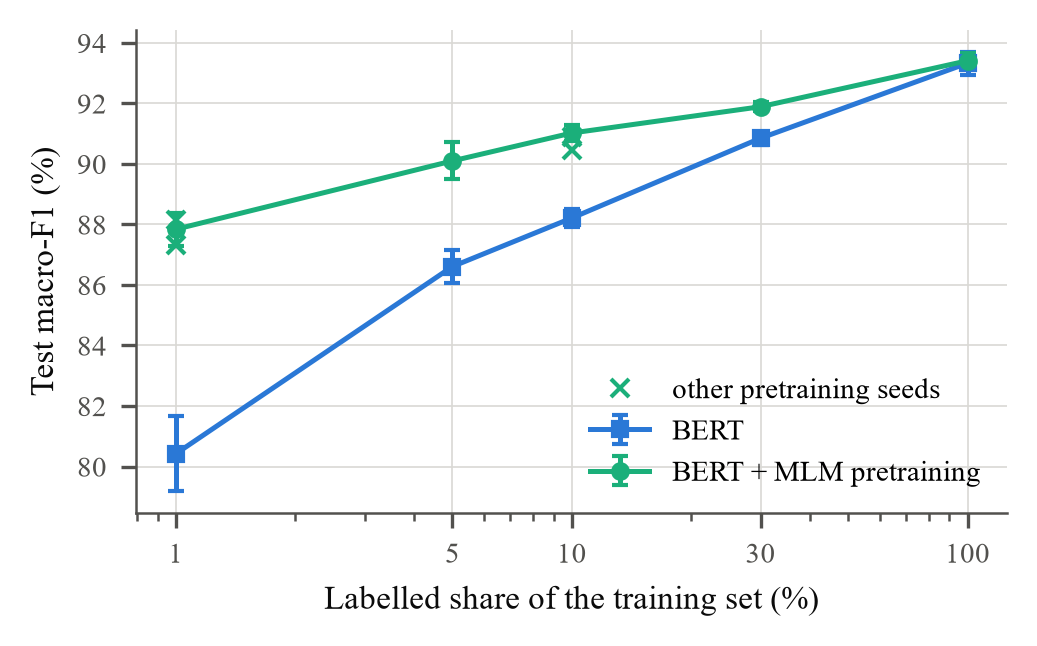 94
92
90
88
86
84
82
80
Test macro-F1 (%)
other pretraining seeds
BERT
BERT + MLM pretraining
1 5 10 30 100
Labelled share of the training set (%)